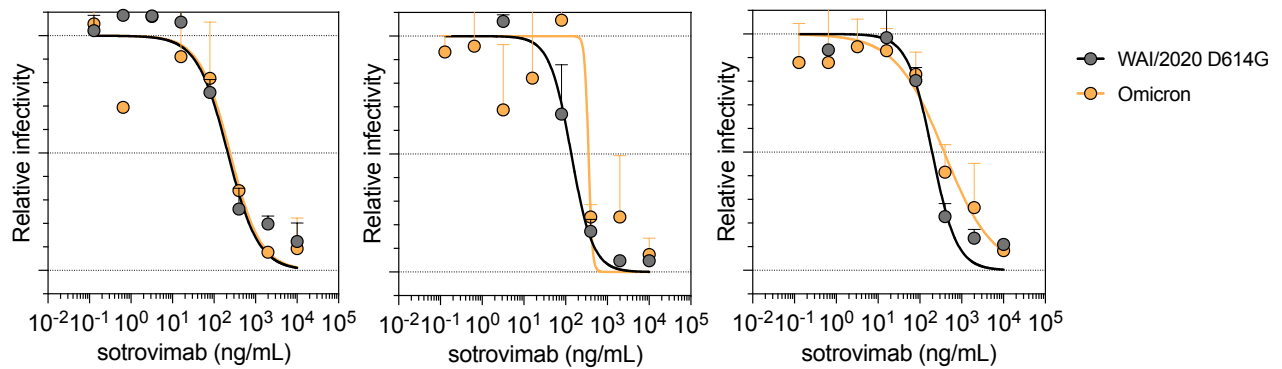 Relative infectivity
10-2 10-1 100 101 102 103 104 105
sotrovimab (ng/mL)
Relative infectivity
10-2 10-1 100 101 102 103 104 105
sotrovimab (ng/mL)
Relative infectivity
10-2 10-1 100 101 102 103 104 105
sotrovimab (ng/mL)
WAI/2020 D614G
Omicron